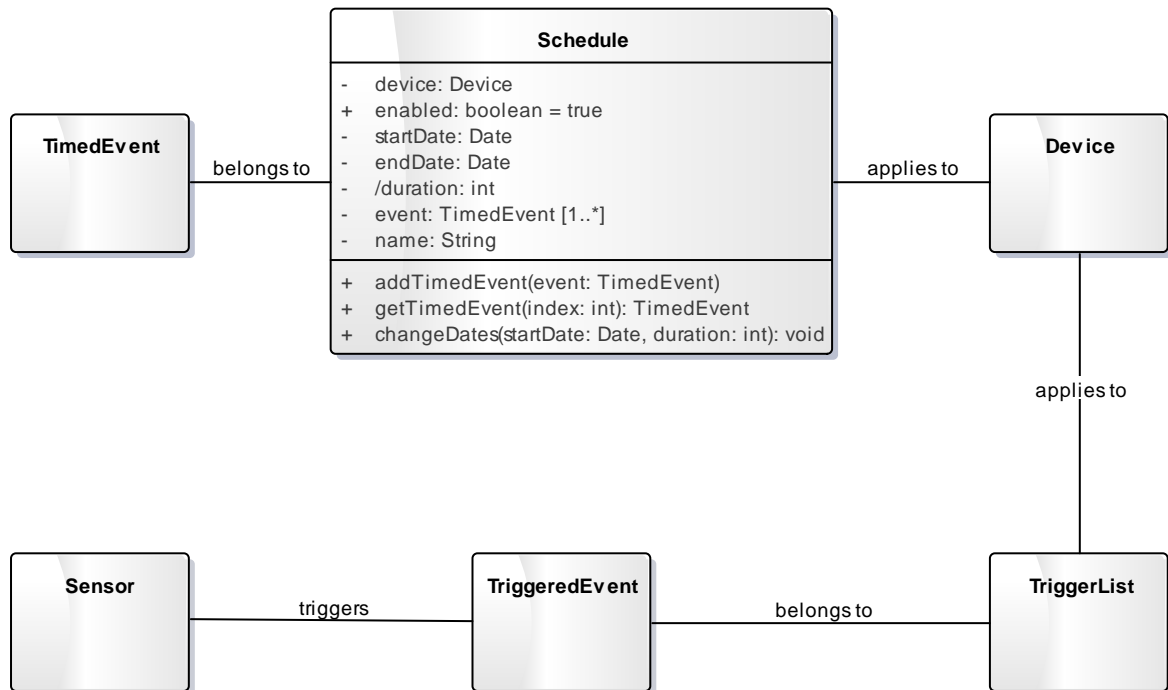 Schedule
- device: Device
+ enabled: boolean = true
- startDate: Date
- endDate: Date
- /duration: int
- event: TimedEvent [1..*]
- name: String
+ addTimedEvent(event: TimedEvent)
+ getTimedEvent(index: int): TimedEvent
+ changeDates(startDate: Date, duration: int): void
TimedEvent
belongs to
applies to
Device
applies to
Sensor
triggers
TriggeredEvent
belongs to
TriggerList